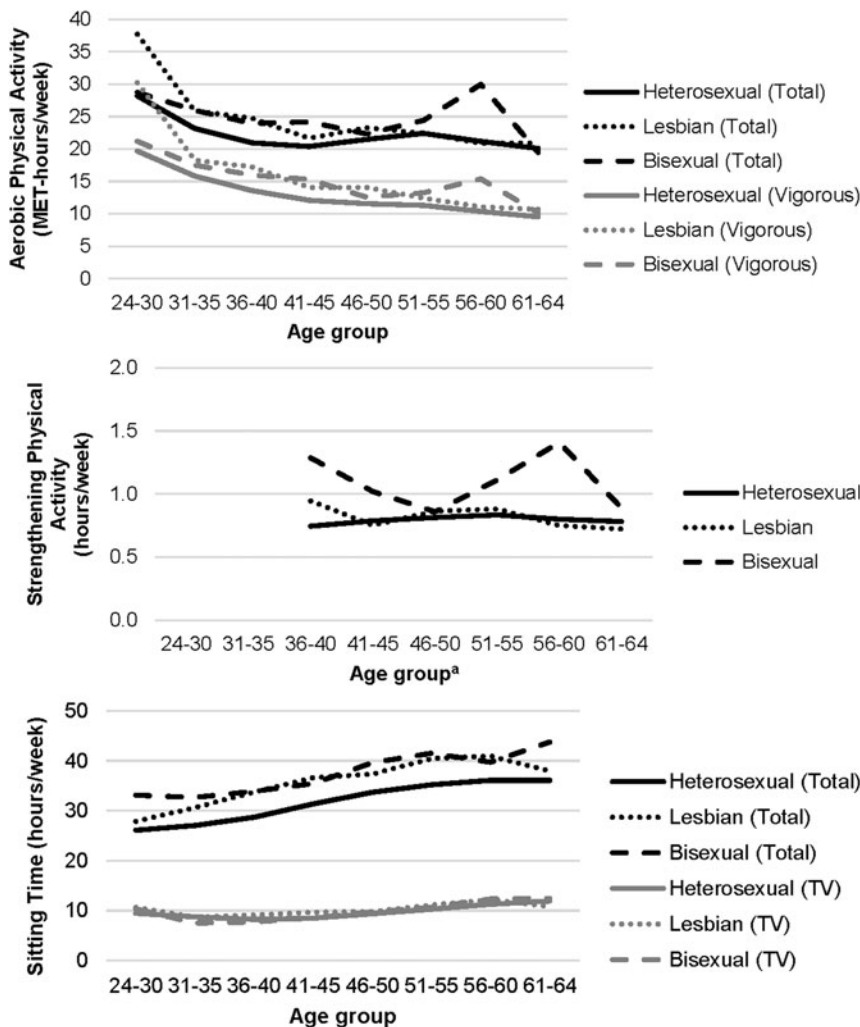 Aerobic Physical Activity
(MET-hours/week)
40
35
30
25
20
15
10
5
0
24-30 31-35 36-40 41-45 46-50 51-55 56-60 61-64
Age group
Heterosexual (Total)
Lesbian (Total)
Bisexual (Total)
Heterosexual (Vigorous)
Lesbian (Vigorous)
Bisexual (Vigorous)
Strengthening Physical
Activity
(hours/week)
2.0
1.5
1.0
0.5
0.0
24-30 31-35 36-40 41-45 46-50 51-55 56-60 61-64
Age groupᵃ
Heterosexual
Lesbian
Bisexual
Sitting Time (hours/week)
50
40
30
20
10
0
24-30 31-35 36-40 41-45 46-50 51-55 56-60 61-64
Age group
Heterosexual (Total)
Lesbian (Total)
Bisexual (Total)
Heterosexual (TV)
Lesbian (TV)
Bisexual (TV)